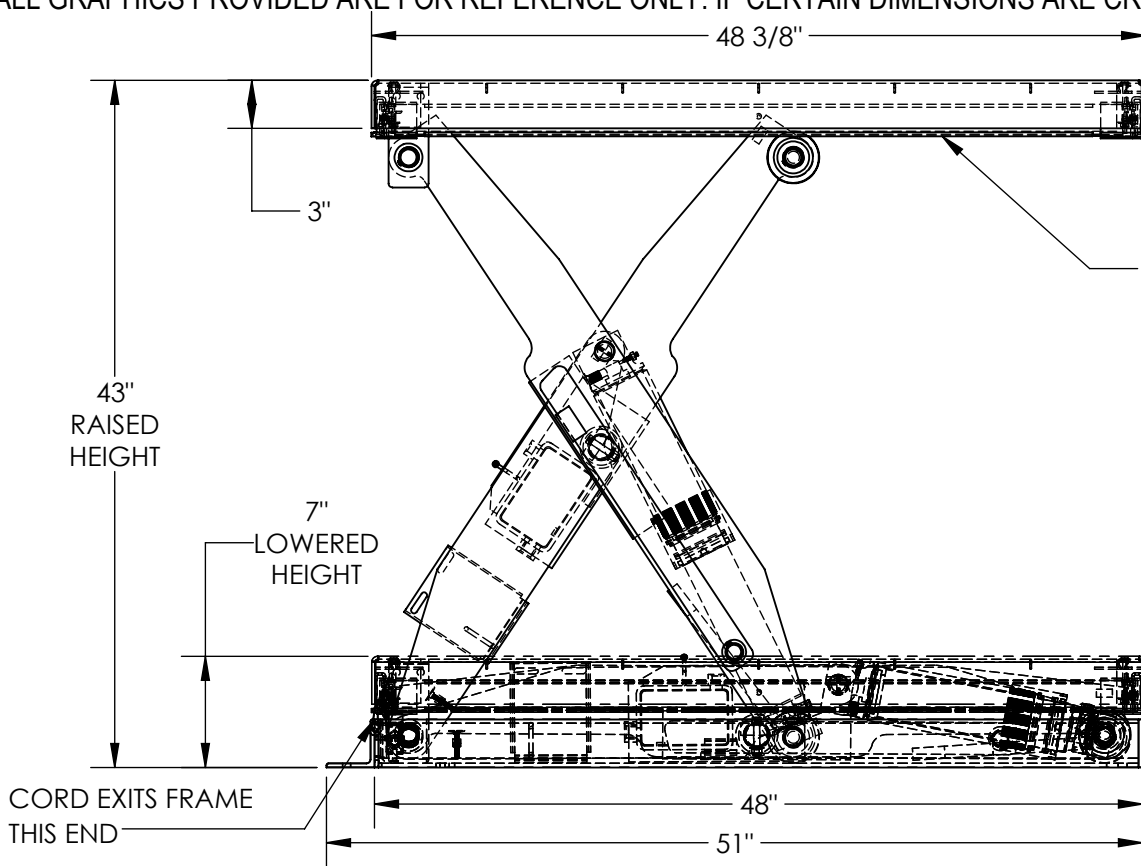 ALL GRAPHICS PROVIDED ARE FOR REFERENCE ONLY. IF CERTAIN DIMENSIONS ARE
48 3/8"
3"
43"
RAISED
HEIGHT
7"
LOWERED
HEIGHT
CORD EXITS FRAME
THIS END
48"
51"